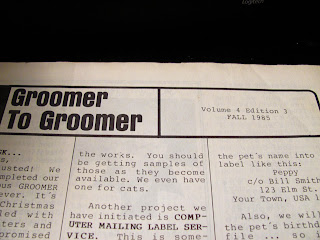 Groomer
To Groomer
Volume 4 Edition 3
FALL 1985
K...
s,
usted! We
mpleted our
ous GROOMER
ever. It's
Christmas
led with
tters and
promised
the works. You should
be getting samples of
those as they become
available. We even have
one for cats.
Another project we
have initiated is COMP-
UTER MAILING LABEL SER-
VICE. This is some-
the pet's name into
label like this:
Peppy
c/o Bill Smith
123 Elm St.
Your Town, USA 1
Also, we will
the pet's birthd
file ... so i